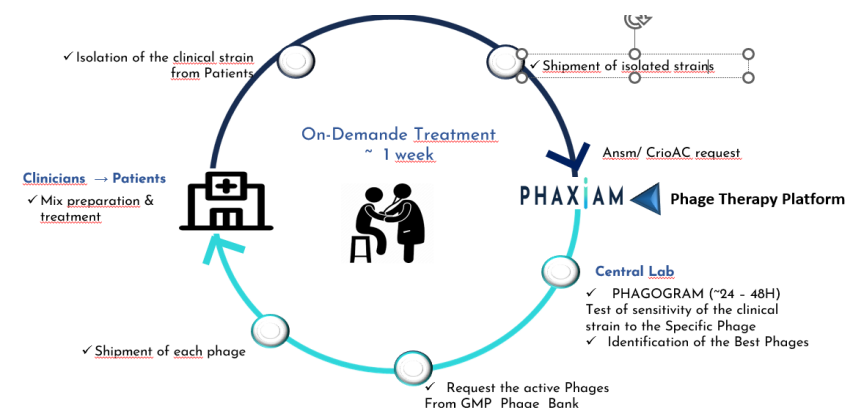 ✓ Isolation of the clinical strain
from Patients
✓ Shipment of isolated strains
On-Demande Treatment
~ 1 week
Ansm/ CrioAC request
Clinicians → Patients
✓ Mix preparation &
treatment
PHAXiAM
Phage Therapy Platform
Central Lab
✓ PHAGOGRAM (~24 – 48H)
Test of sensitivity of the clinical
strain to the Specific Phage
✓ Identification of the Best Phages
✓ Shipment of each phage
✓ Request the active Phages
From GMP Phage Bank